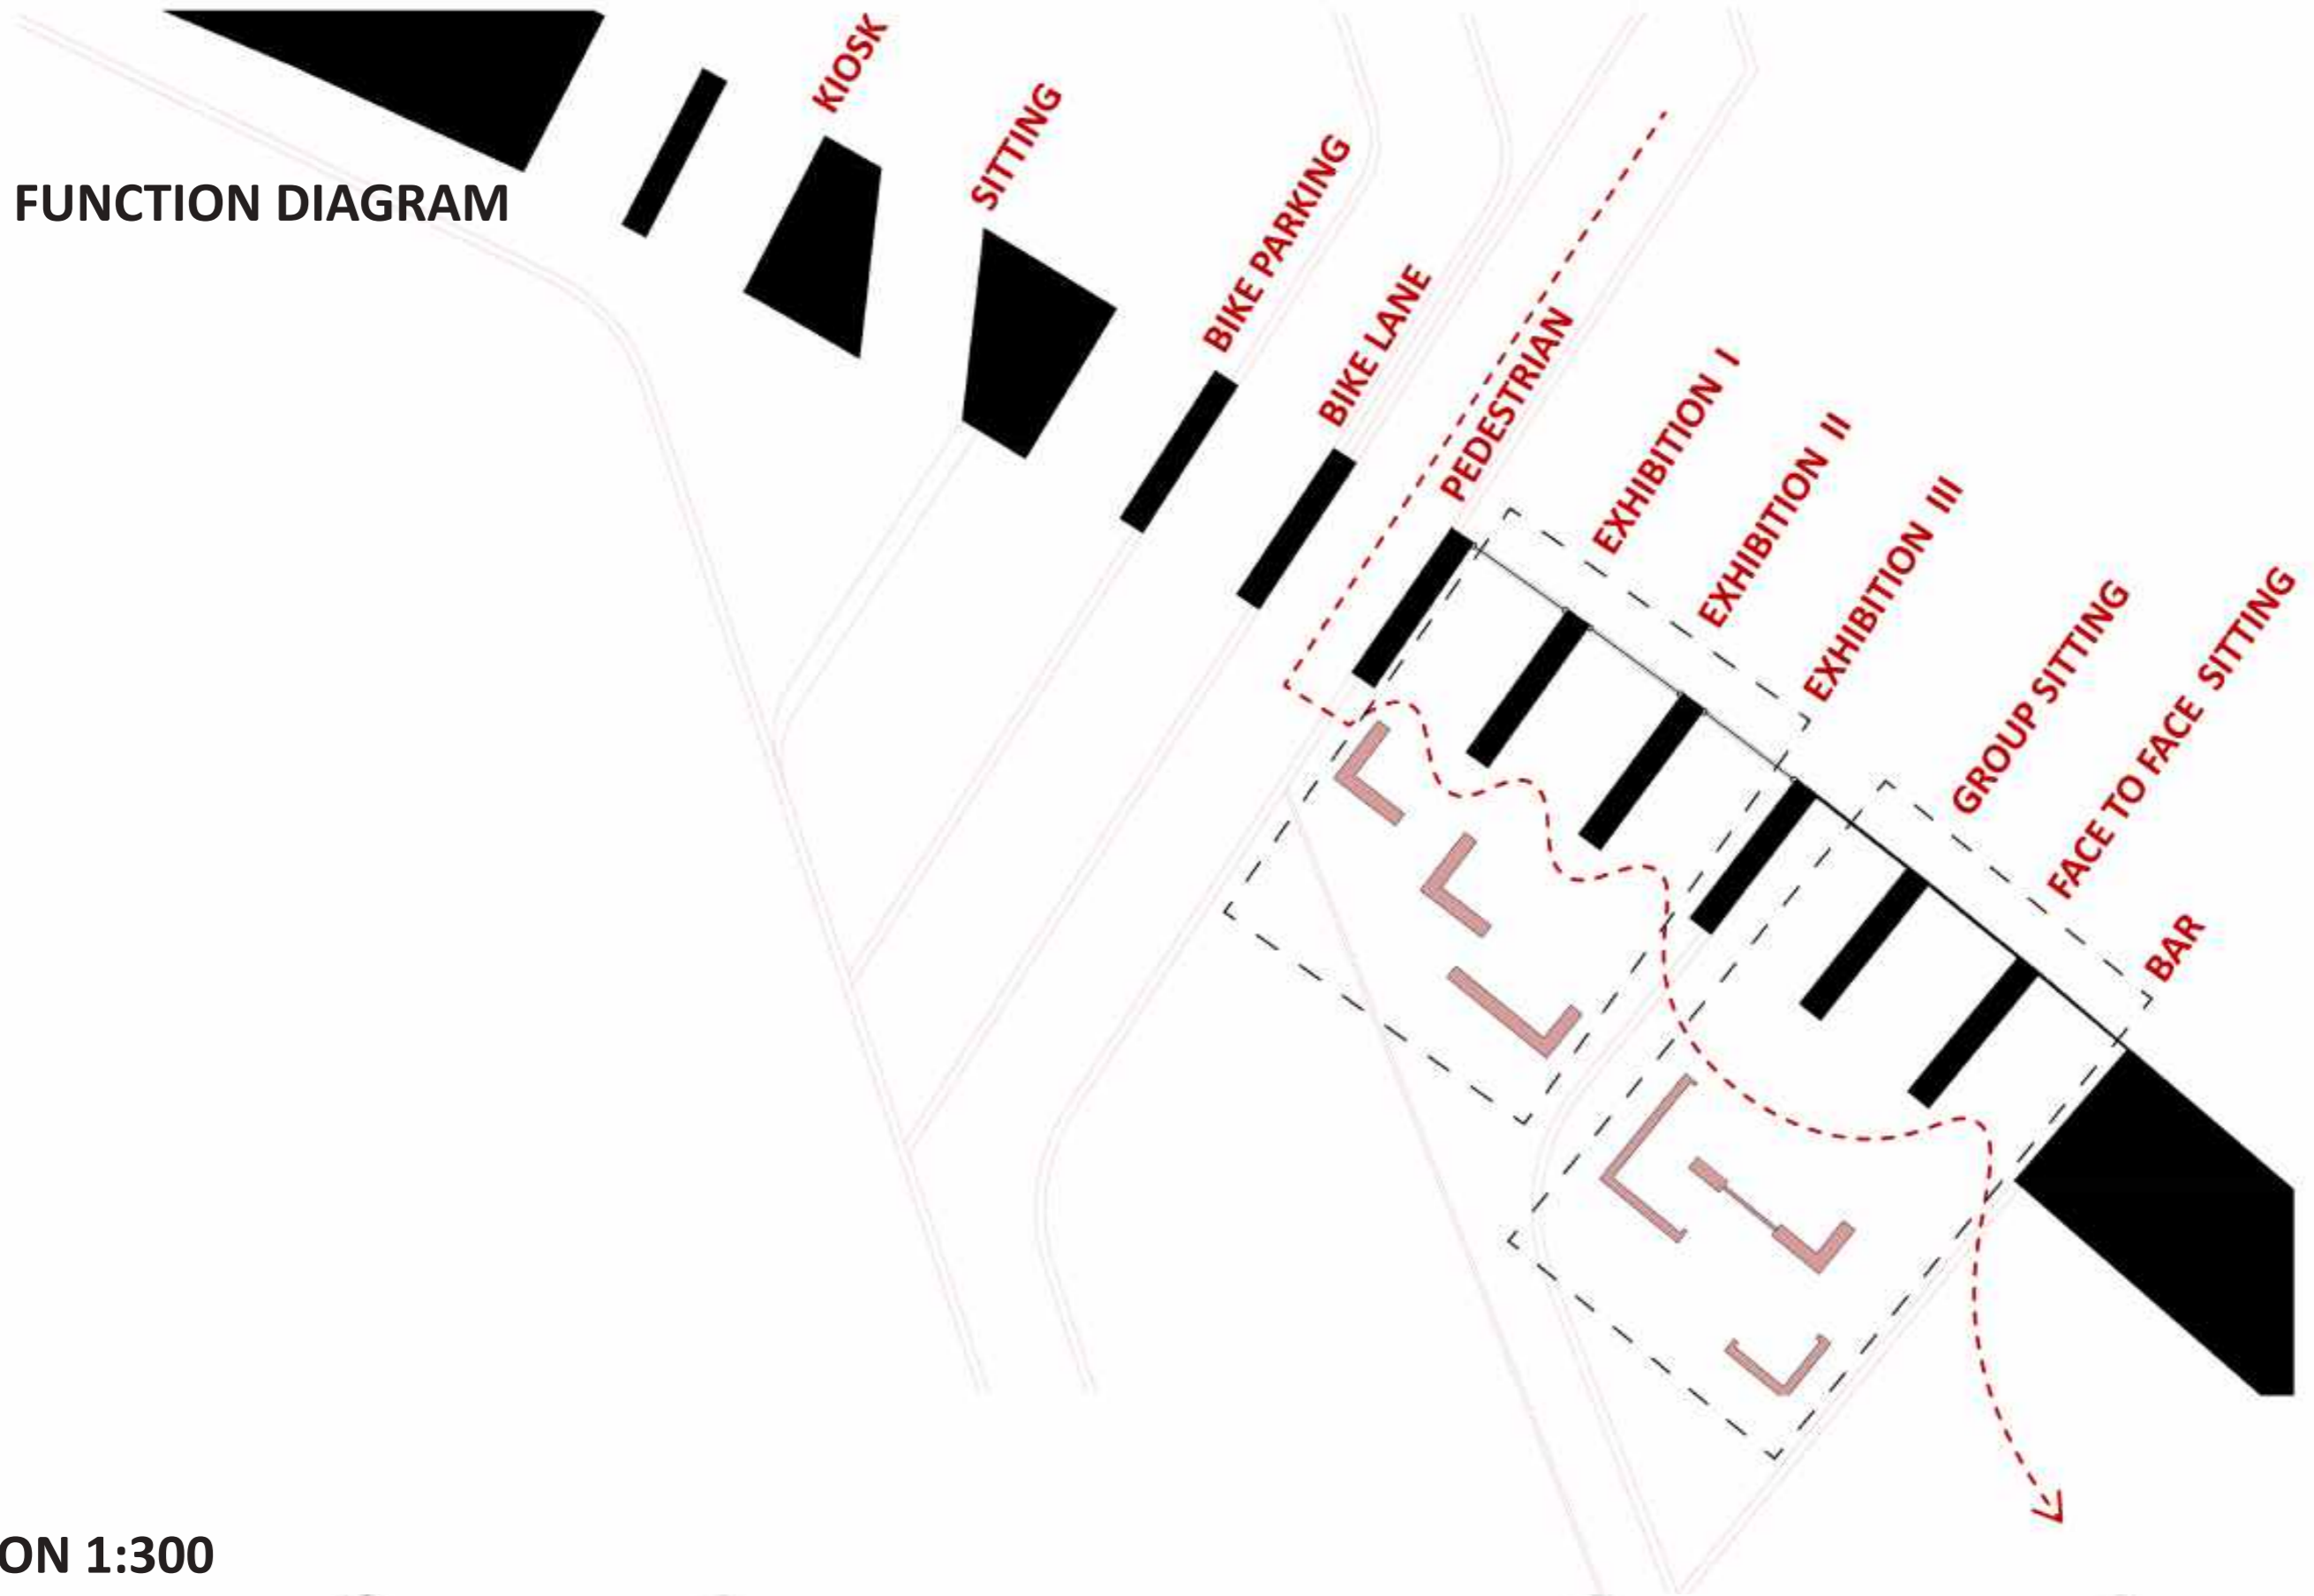 FUNCTION DIAGRAM
KIOSK
SITTING
BIKE PARKING
BIKE LANE
PEDESTRIAN
EXHIBITION I
EXHIBITION II
EXHIBITION III
GROUP SITTING
FACE TO FACE SITTING
BAR
ON 1:300